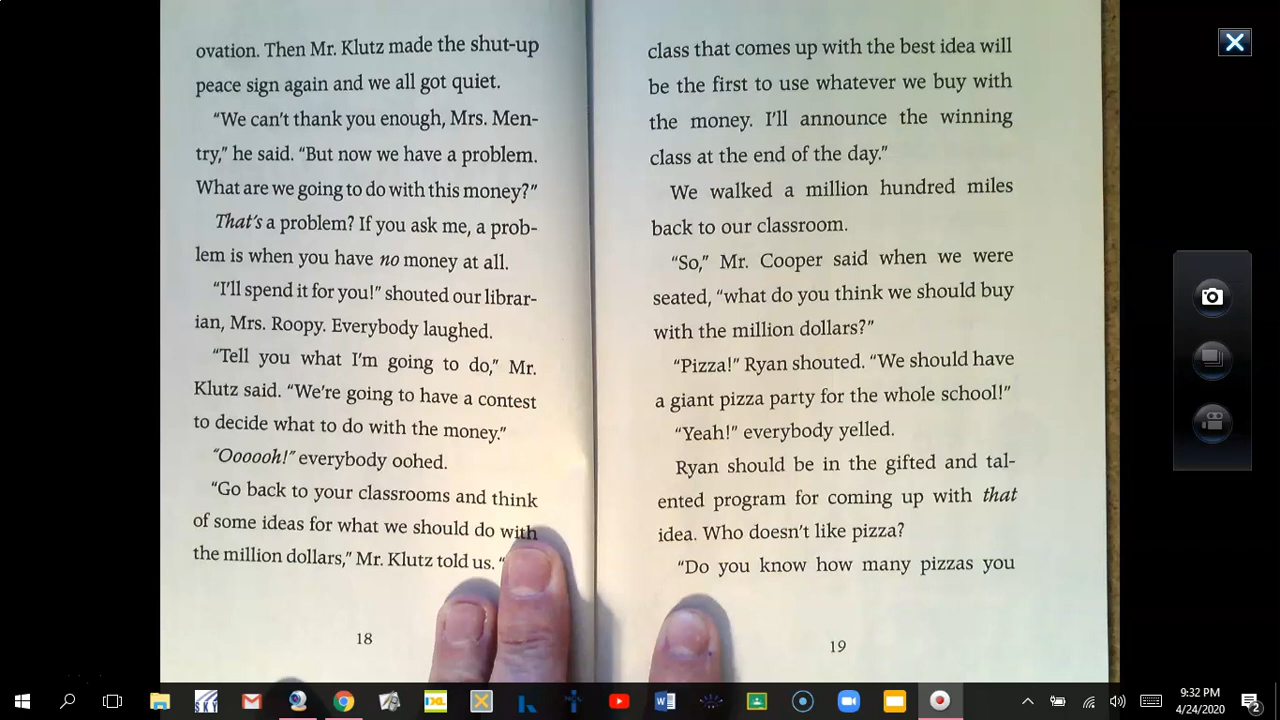 ovation. Then Mr. Klutz made the shut-up
peace sign again and we all got quiet.
“We can’t thank you enough, Mrs. Men-
try,” he said. “But now we have a problem.
What are we going to do with this money?”
That’s a problem? If you ask me, a prob-
lem is when you have no money at all.
“I’ll spend it for you!” shouted our librar-
ian, Mrs. Roopy. Everybody laughed.
“Tell you what I’m going to do,” Mr.
Klutz said. “We’re going to have a contest
to decide what to do with the money.”
“Oooooh!” everybody oohed.
“Go back to your classrooms and think
of some ideas for what we should do with
the million dollars,” Mr. Klutz told us. “
18
class that comes up with the best idea will
be the first to use whatever we buy with
the money. I’ll announce the winning
class at the end of the day.”
We walked a million hundred miles
back to our classroom.
“So,” Mr. Cooper said when we were
seated, “what do you think we should buy
with the million dollars?”
“Pizza!” Ryan shouted. “We should have
a giant pizza party for the whole school!”
“Yeah!” everybody yelled.
Ryan should be in the gifted and tal-
ented program for coming up with that
idea. Who doesn’t like pizza?
“Do you know how many pizzas you
19
IXL
9:32 PM
4/24/2020
2